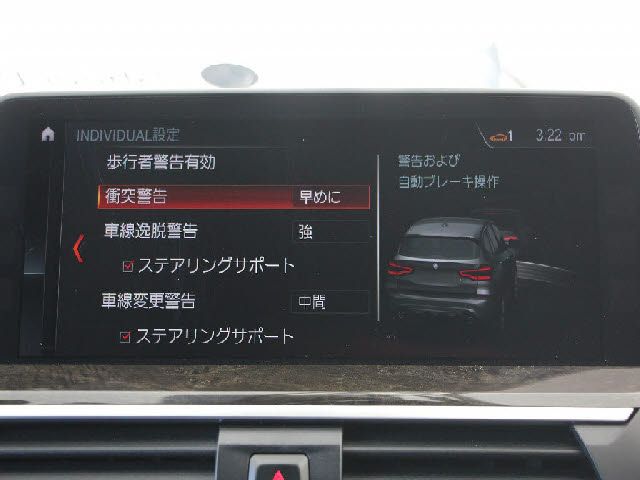 INDIVIDUAL設定
1 3:22 pm
歩行者警告有効
衝突警告 早めに
車線逸脱警告 強
ステアリングサポート
車線変更警告 中間
ステアリングサポート
警告および
自動ブレーキ操作